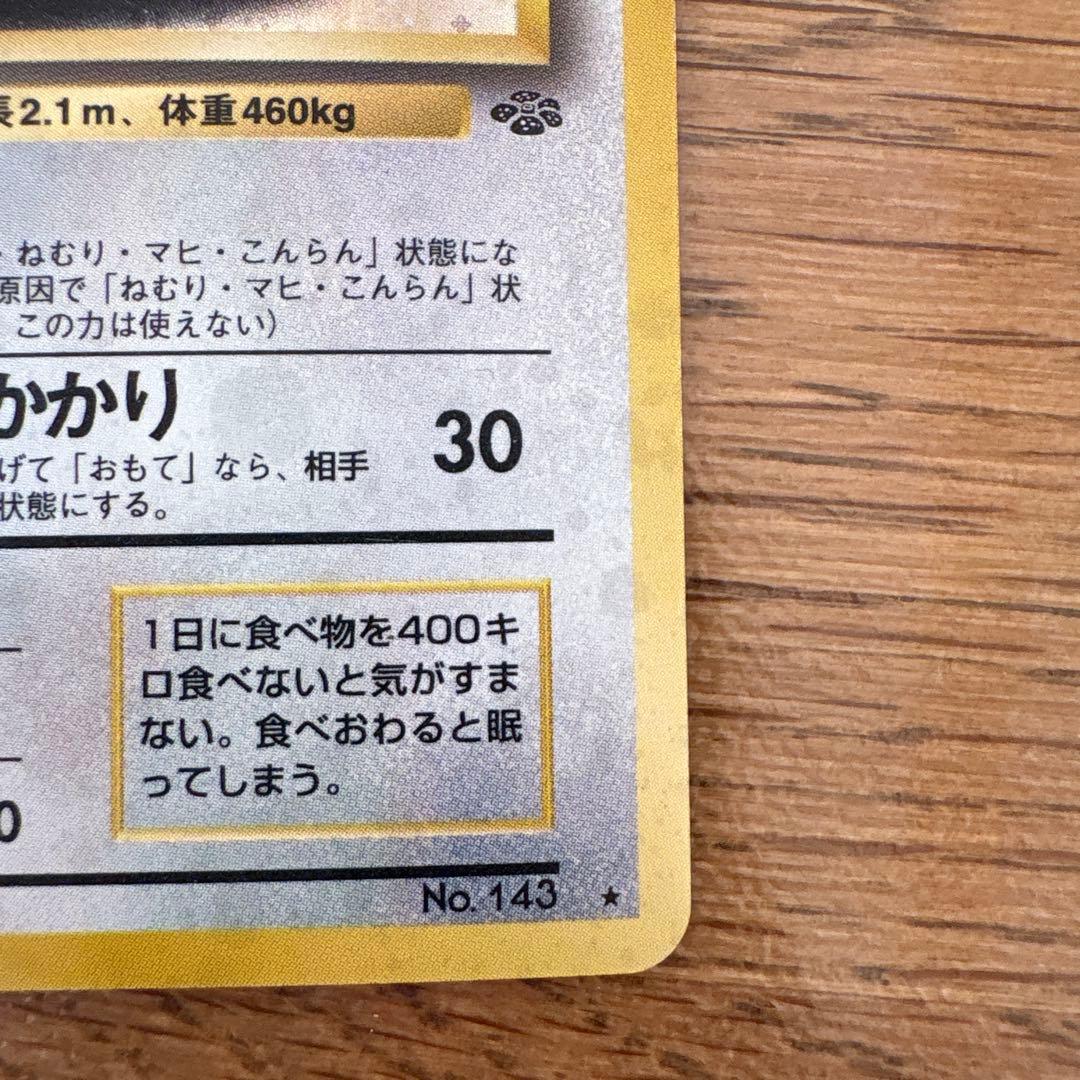 長2.1m、体重460kg
・ねむり・マヒ・こんらん」状態にな
原因で「ねむり・マヒ・こんらん」状
この力は使えない）
かかり 30
げて「おもて」なら、相手
状態にする。
1日に食べ物を400キ
ロ食べないと気がすま
ない。食べおわると眠
ってしまう。
0
No. 143 ★